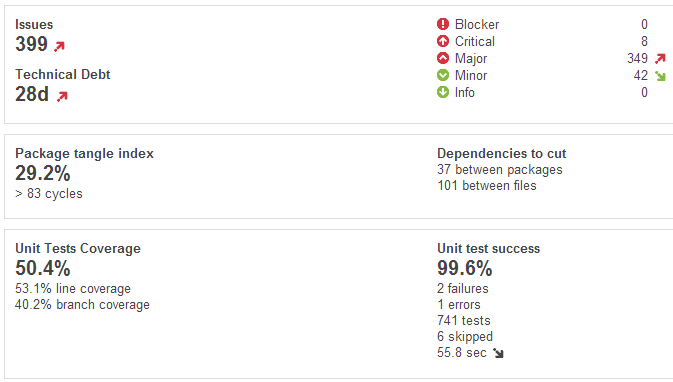 Issues
399
Technical Debt
28d
Blocker 0
Critical 8
Major 349
Minor 42
Info 0
Package tangle index
29.2%
> 83 cycles
Dependencies to cut
37 between packages
101 between files
Unit Tests Coverage
50.4%
53.1% line coverage
40.2% branch coverage
Unit test success
99.6%
2 failures
1 errors
741 tests
6 skipped
55.8 sec